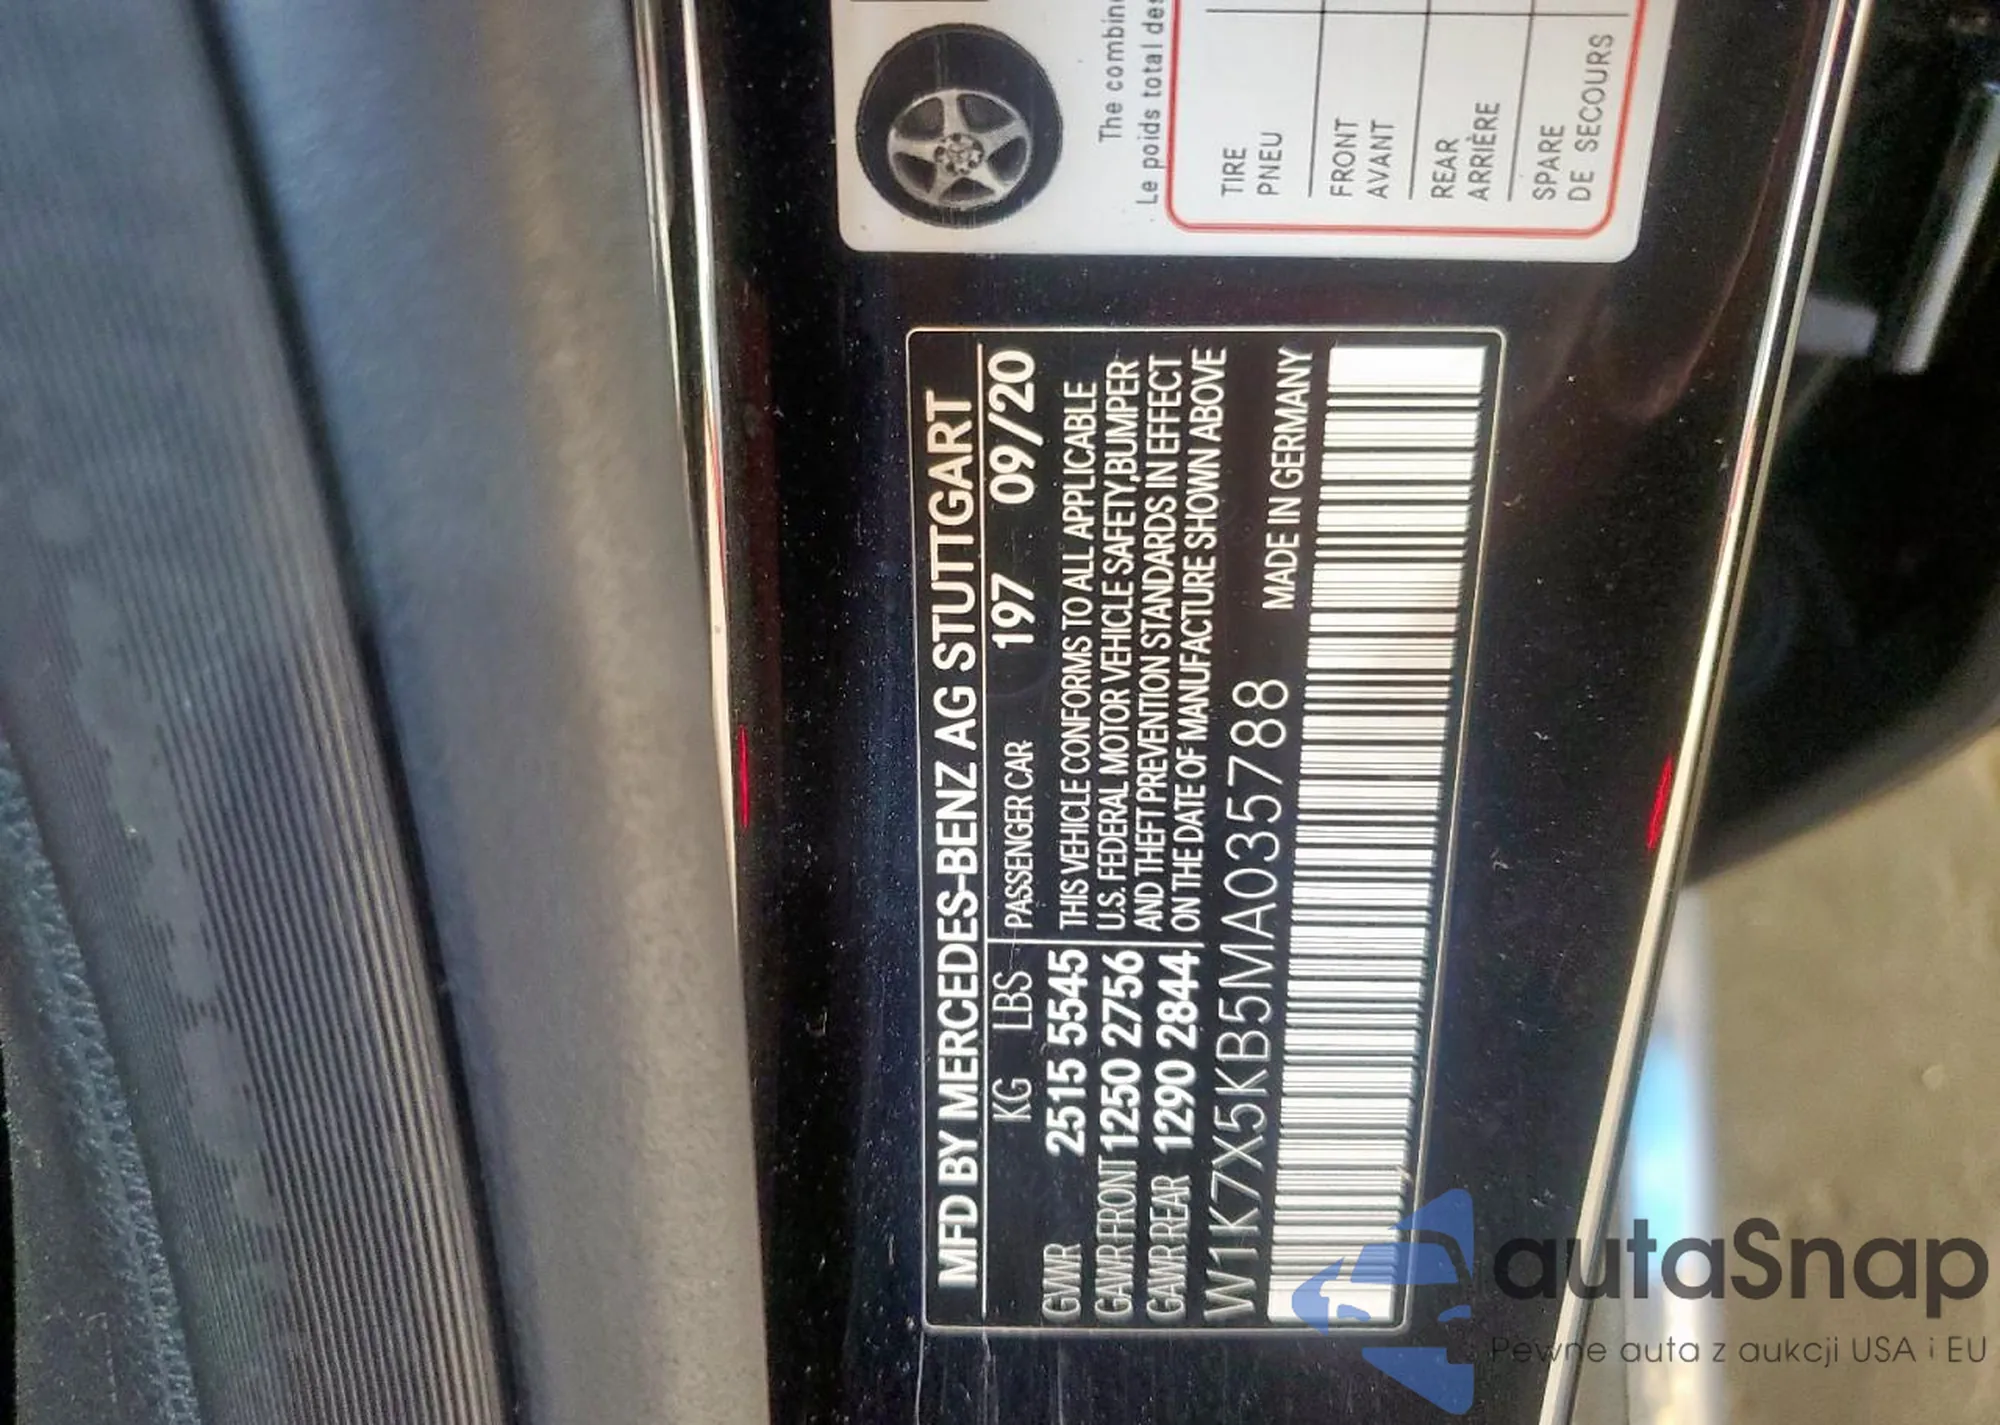 MFD BY MERCEDES-BENZ AG STUTTGART
KG LBS PASSENGER CAR 197 09/20
GVWR 2515 5545
GAWR FRONT 1250 2756
GAWR REAR 1290 2844
THIS VEHICLE CONFORMS TO ALL APPLICABLE
U.S. FEDERAL MOTOR VEHICLE SAFETY,BUMPER
AND THEFT PREVENTION STANDARDS IN EFFECT
ON THE DATE OF MANUFACTURE SHOWN ABOVE
W1K7X5KB5MA035788 MADE IN GERMANY
The
Le poids total
TIRE
PNEU
FRONT
AVANT
REAR
ARRIÈRE
SPARE
DE SECOURS
autaSnap
Pewne auta z aukcji USA i EU